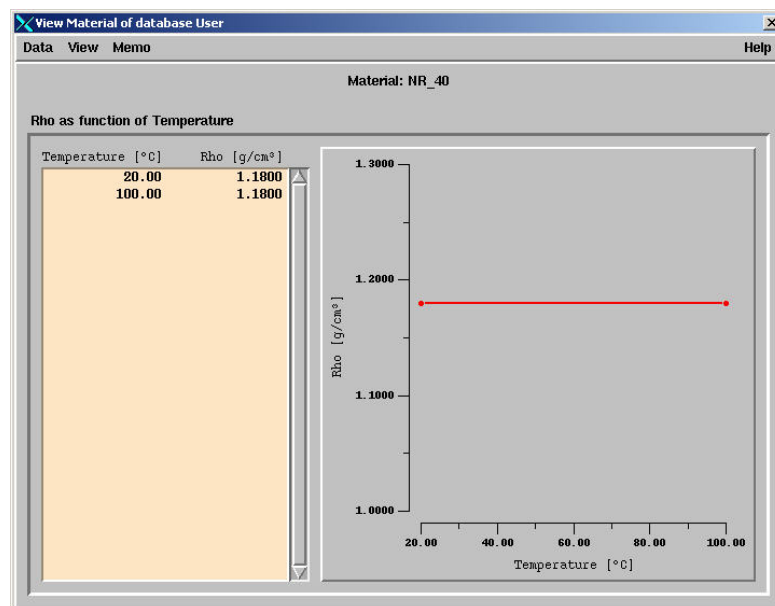 View Material of database User
Data View Memo Help
Material: NR_40
Rho as function of Temperature
Temperature [°C] Rho [g/cm³]
20.00 1.1800
100.00 1.1800
1.3000
1.2000
1.1000
1.0000
Rho [g/cm³]
20.00 40.00 60.00 80.00 100.00
Temperature [°C]